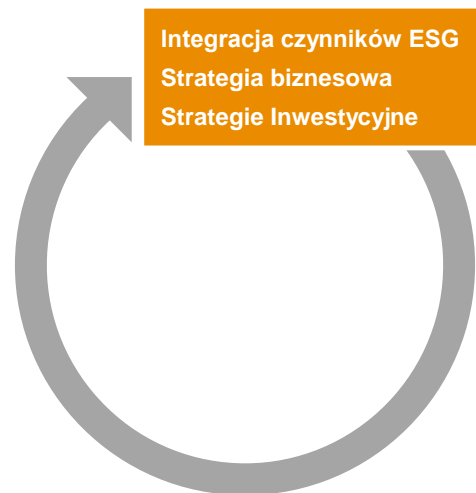 Integracja czynników ESG
Strategia biznesowa
Strategie Inwestycyjne